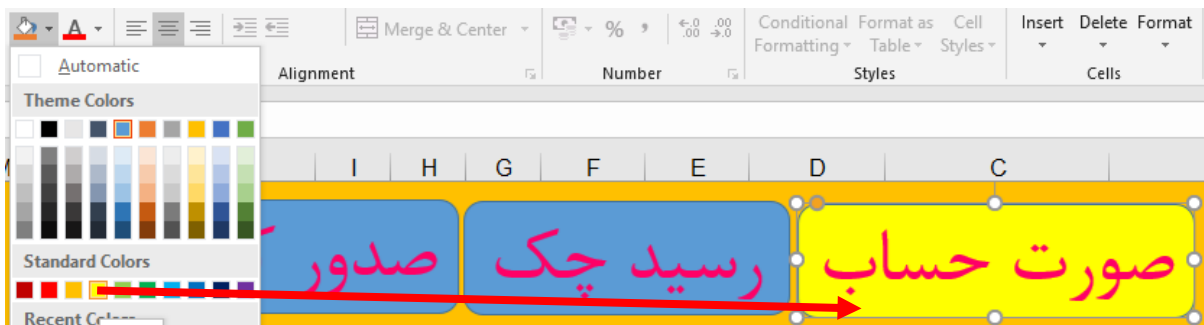 Automatic
Theme Colors
Standard Colors
Merge & Center
Alignment
%
Number
Conditional Formatting
Format as Table
Cell Styles
Styles
Insert Delete Format
Cells
I H G F E D C
صورت حساب
رسید چک
صدور